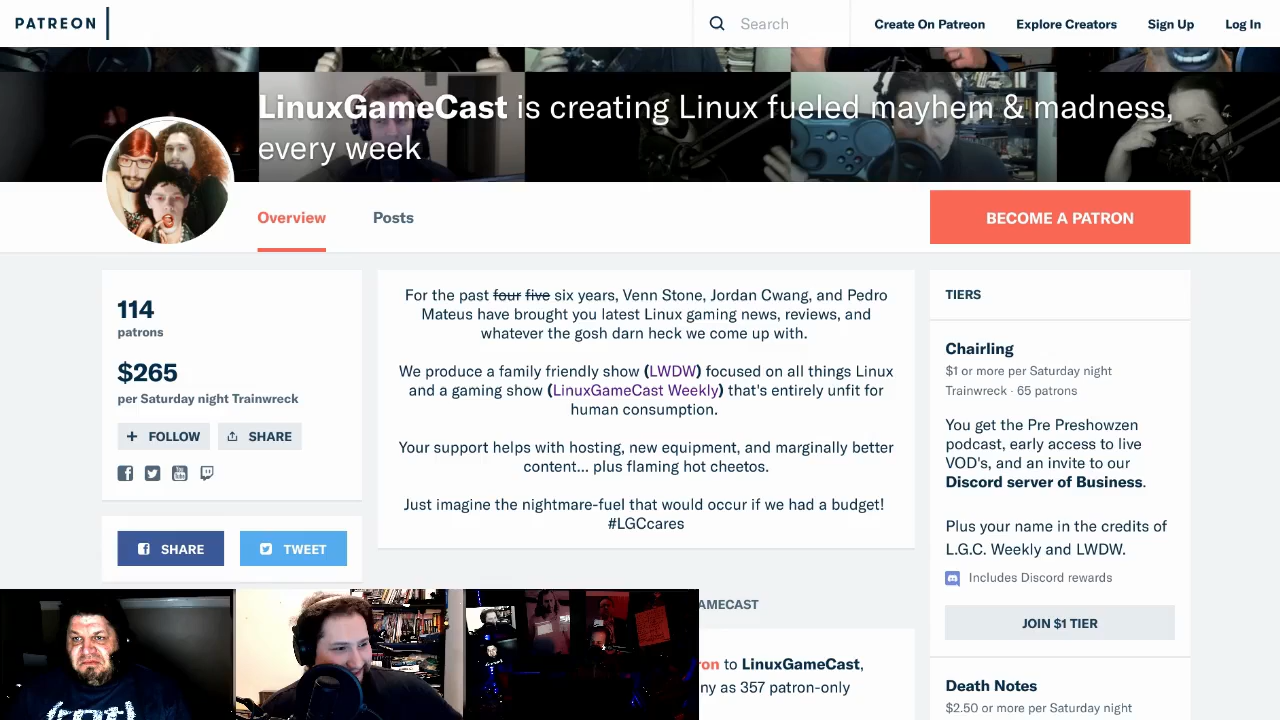 PATREON
Search
Create On Patreon
Explore Creators
Sign Up
Log In
LinuxGameCast is creating Linux fueled mayhem & madness,
every week
Overview
Posts
BECOME A PATRON
114
patrons
$265
per Saturday night Trainwreck
FOLLOW
SHARE
SHARE
TWEET
For the past four five six years, Venn Stone, Jordan Cwang, and Pedro
Mateus have brought you latest Linux gaming news, reviews, and
whatever the gosh darn heck we come up with.
We produce a family friendly show (LWDW) focused on all things Linux
and a gaming show (LinuxGameCast Weekly) that's entirely unfit for
human consumption.
Your support helps with hosting, new equipment, and marginally better
content... plus flaming hot cheetos.
Just imagine the nightmare-fuel that would occur if we had a budget!
#LGCcares
AMECAST
ron to LinuxGameCast,
ny as 357 patron-only
TIERS
Chairling
$1 or more per Saturday night
Trainwreck · 65 patrons
You get the Pre Preshowzen
podcast, early access to live
VOD's, and an invite to our
Discord server of Business.
Plus your name in the credits of
L.G.C. Weekly and LWDW.
Includes Discord rewards
JOIN $1 TIER
Death Notes
$2.50 or more per Saturday night